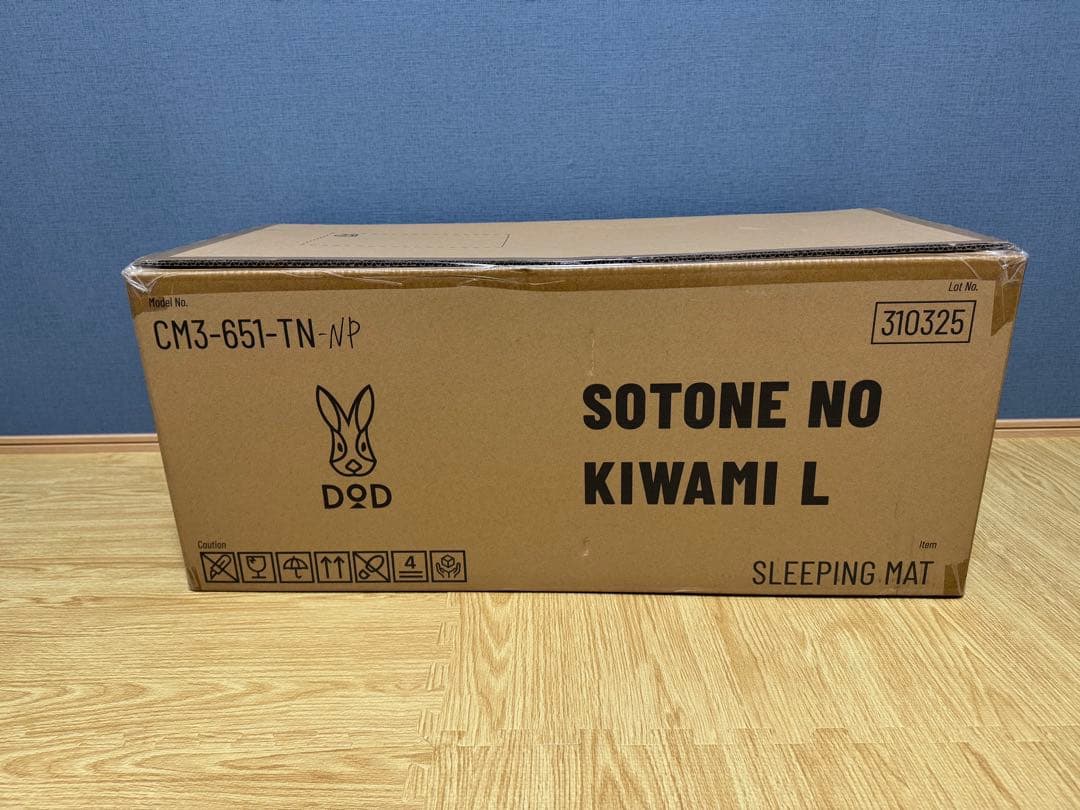 Model No.
CM3-651-TN-NP
Lot No.
310325
DOD
SOTONE NO
KIWAMI L
Caution
4
Item
SLEEPING MAT